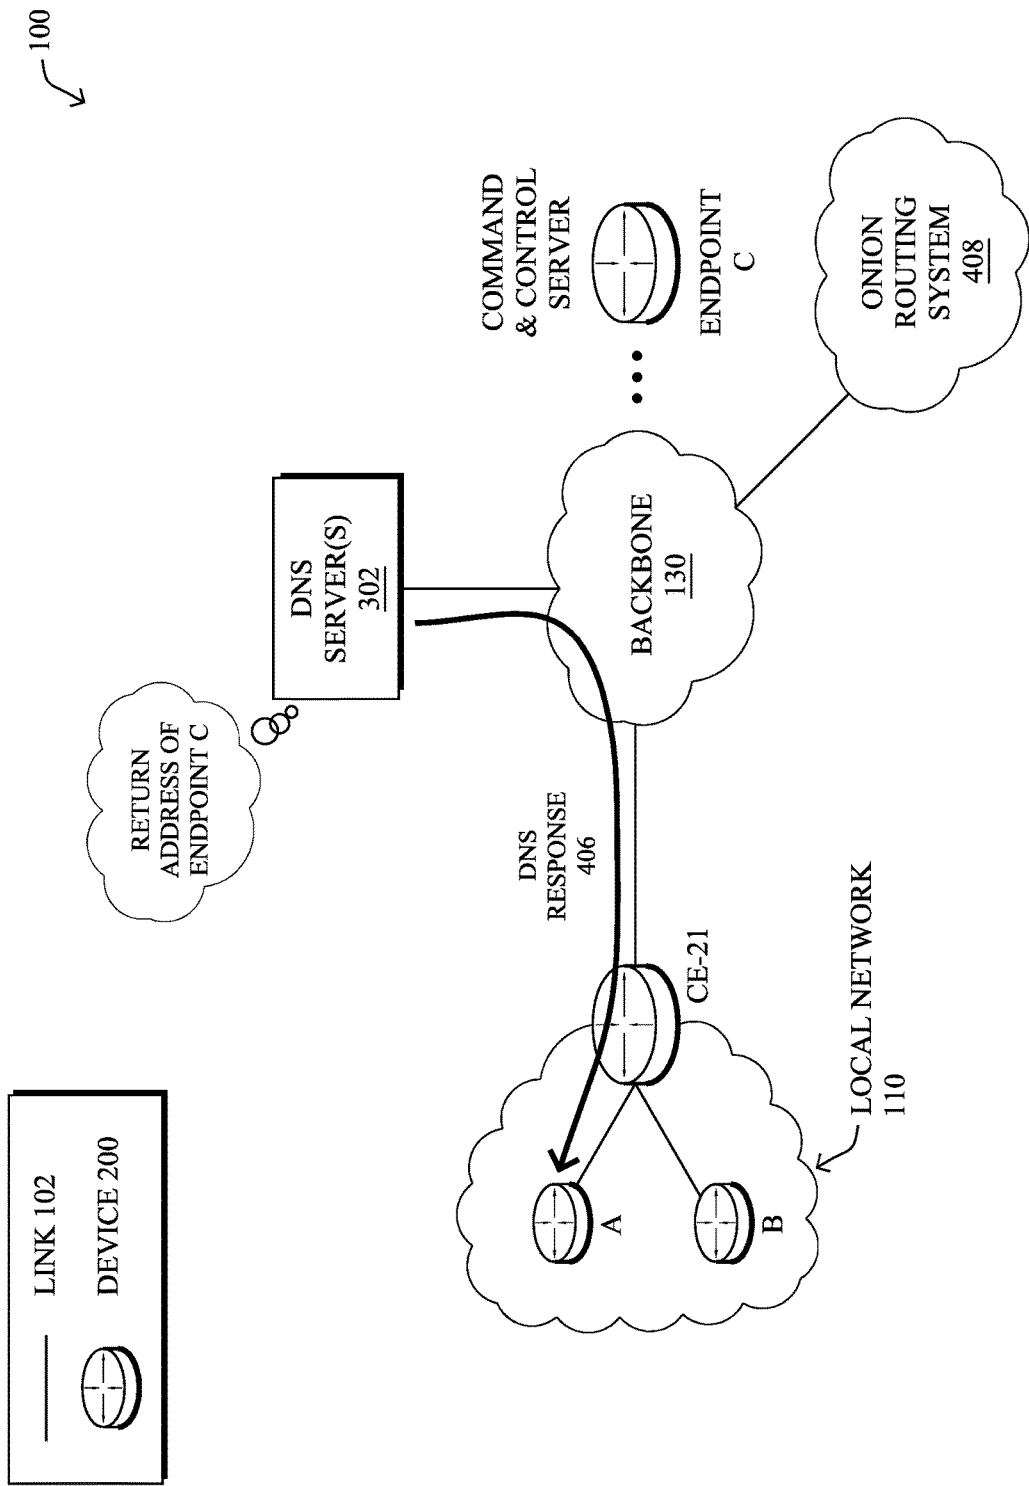 100
LINK 102
DEVICE 200
RETURN
ADDRESS OF
ENDPOINT C
DNS
SERVER(S)
302
COMMAND
& CONTROL
SERVER
ENDPOINT
C
DNS
RESPONSE
406
BACKBONE
130
ONION
ROUTING
SYSTEM
408
CE-21
A
B
LOCAL NETWORK
110